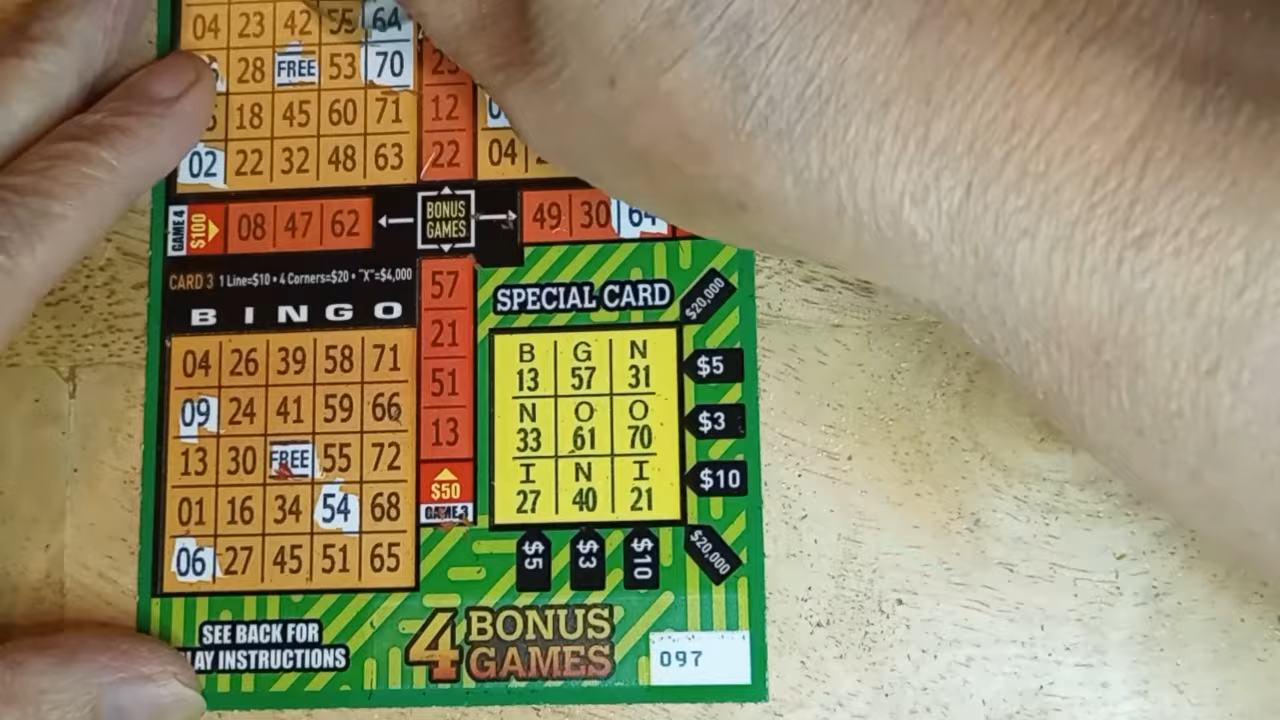 04 23 42 55 64
28 FREE 53 70
18 45 60 71
12
02 22 32 48 63
22
04
GAME 4 $100 08 47 62
BONUS GAMES
49 30 64
CARD 3 1 Line=$10 • 4 Corners=$20 • "X"=$4,000
BINGO
04 26 39 58 71
09 24 41 59 66
13 30 FREE 55 72
01 16 34 54 68
06 27 45 51 65
57
21
51
13
$50
GAME 3
SPECIAL CARD
$20,000
B G N
13 57 31
$5
N O O
33 61 70
$3
I N I
27 40 21
$10
$5 $3 $10 $20,000
SEE BACK FOR
LAY INSTRUCTIONS
4 BONUS GAMES
097